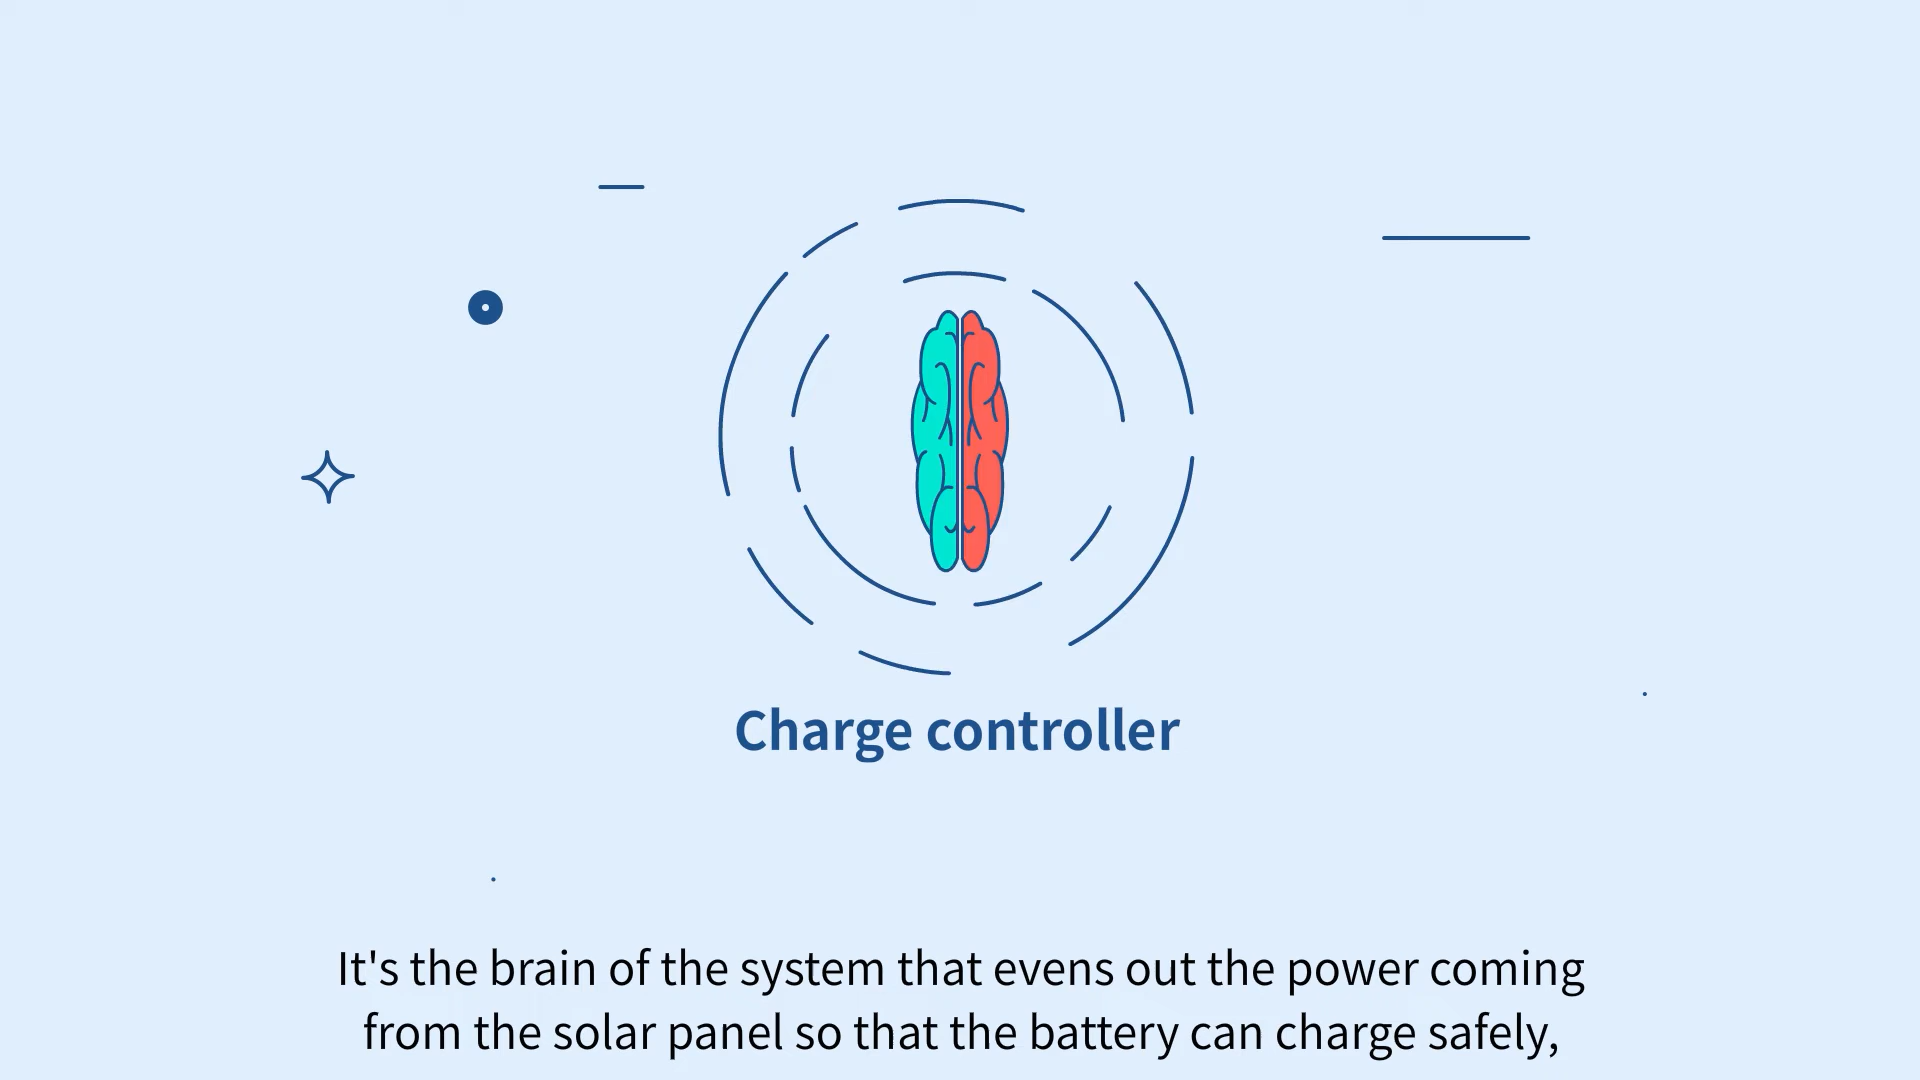 Charge controller
It's the brain of the system that evens out the power coming
from the solar panel so that the battery can charge safely,